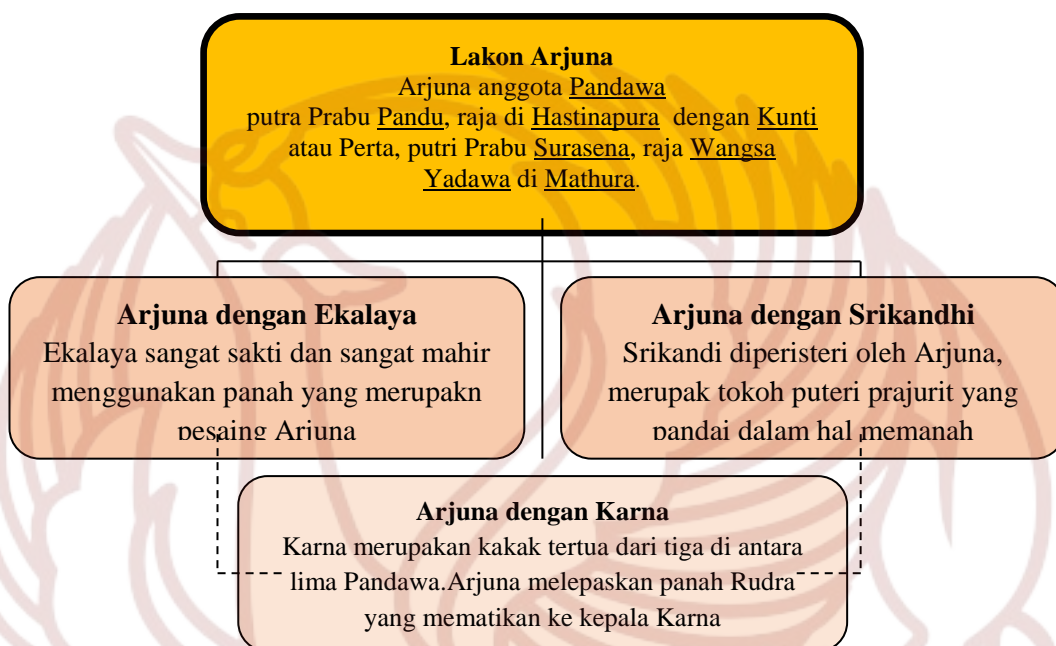 Lakon Arjuna
Arjuna anggota Pandawa
putra Prabu Pandu, raja di Hastinapura dengan Kunti
atau Perta, putri Prabu Surasena, raja Wangsa
Yadawa di Mathura.
Arjuna dengan Ekalaya
Ekalaya sangat sakti dan sangat mahir
menggunakan panah yang merupakn
pesaing Arjuna
Arjuna dengan Srikandhi
Srikandi diperisteri oleh Arjuna,
merupak tokoh puteri prajurit yang
pandai dalam hal memanah
Arjuna dengan Karna
Karna merupakan kakak tertua dari tiga di antara
lima Pandawa.Arjuna melepaskan panah Rudra
yang mematikan ke kepala Karna